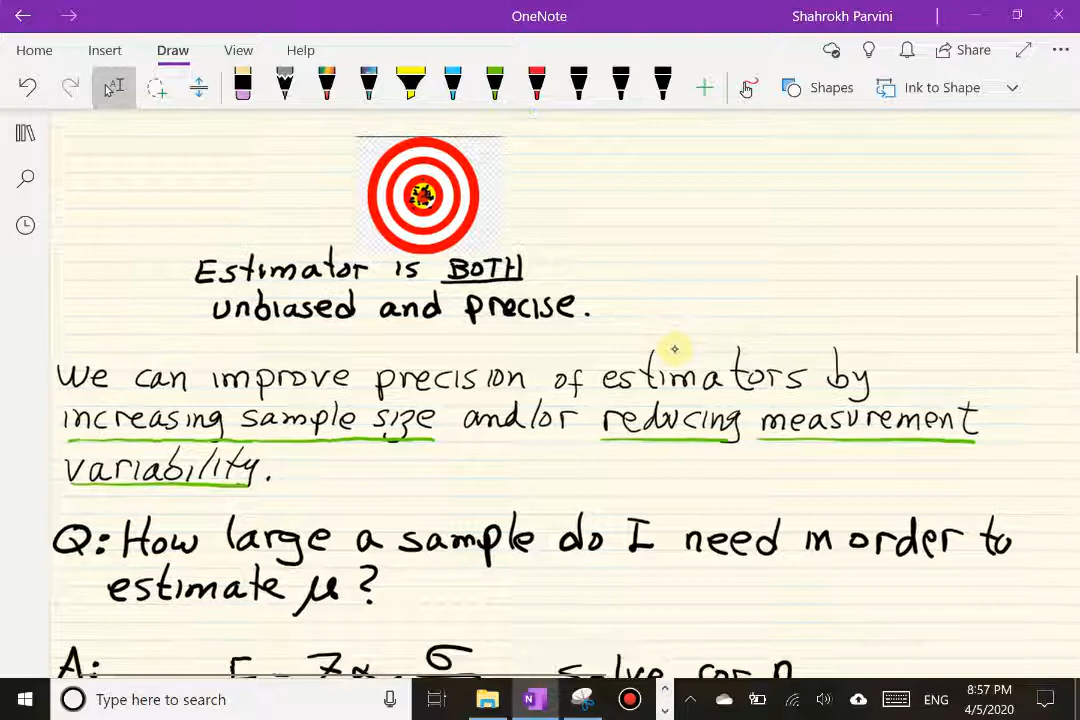 OneNote
Shahrokh Parvini
Home Insert Draw View Help
Share
Shapes
Ink to Shape
Estimator is BOTH
unbiased and precise.
We can improve precision of estimators by
increasing sample size and/or reducing measurement
variability.
Q: How large a sample do I need in order to
estimate μ?
A:
solve for n
Type here to search
ENG
8:57 PM
4/5/2020